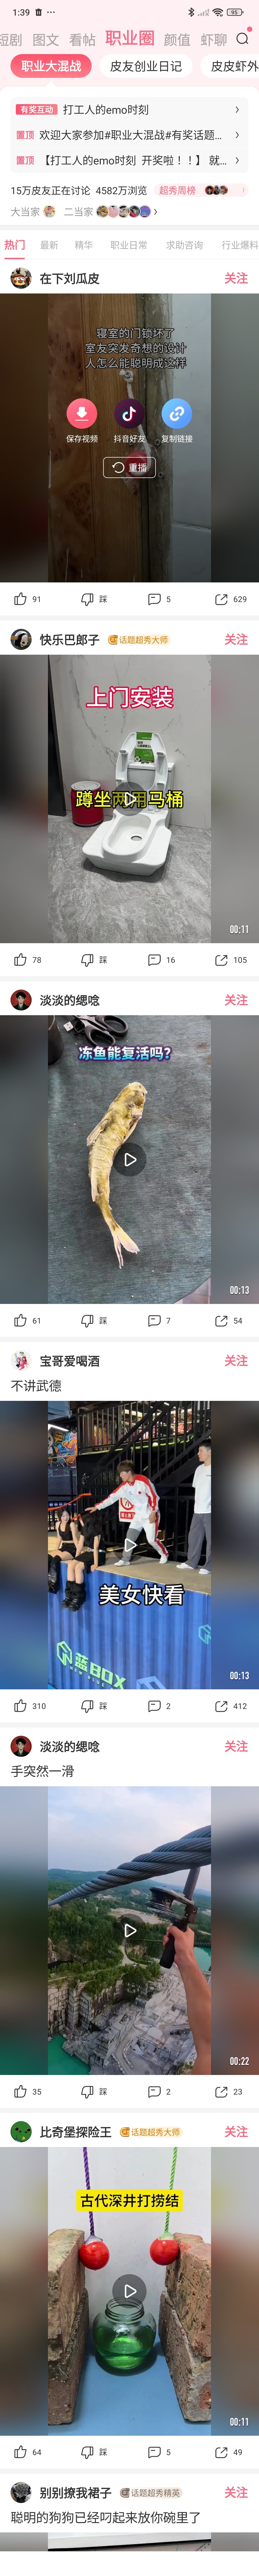 1:39
95
短剧 图文 看帖 职业圈 颜值 虾聊
职业大混战 皮友创业日记 皮皮虾外
有奖互动 打工人的emo时刻
置顶 欢迎大家参加#职业大混战#有奖话题...
置顶 【打工人的emo时刻 开奖啦！！】 就...
15万皮友正在讨论 4582万浏览 超秀周榜
大当家 二当家
热门 最新 精华 职业日常 求助咨询 行业爆料
在下刘瓜皮 关注
寝室的门锁坏了
室友突发奇想的设计
人怎么能聪明成这样
保存视频 抖音好友 复制链接
重播
91 踩 5 629
快乐巴郎子 话题超秀大师 关注
上门安装
蹲坐两用马桶
00:11
78 踩 16 105
淡淡的缌唸 关注
冻鱼能复活吗？
00:13
61 踩 7 54
宝哥爱喝酒 关注
不讲武德
美女快看
蓝BOX
00:13
310 踩 2 412
淡淡的缌唸 关注
手突然一滑
00:22
35 踩 2 23
比奇堡探险王 话题超秀大师 关注
古代深井打捞结
00:11
64 踩 5 49
别别撩我裙子 话题超秀精英 关注
聪明的狗狗已经叼起来放你碗里了